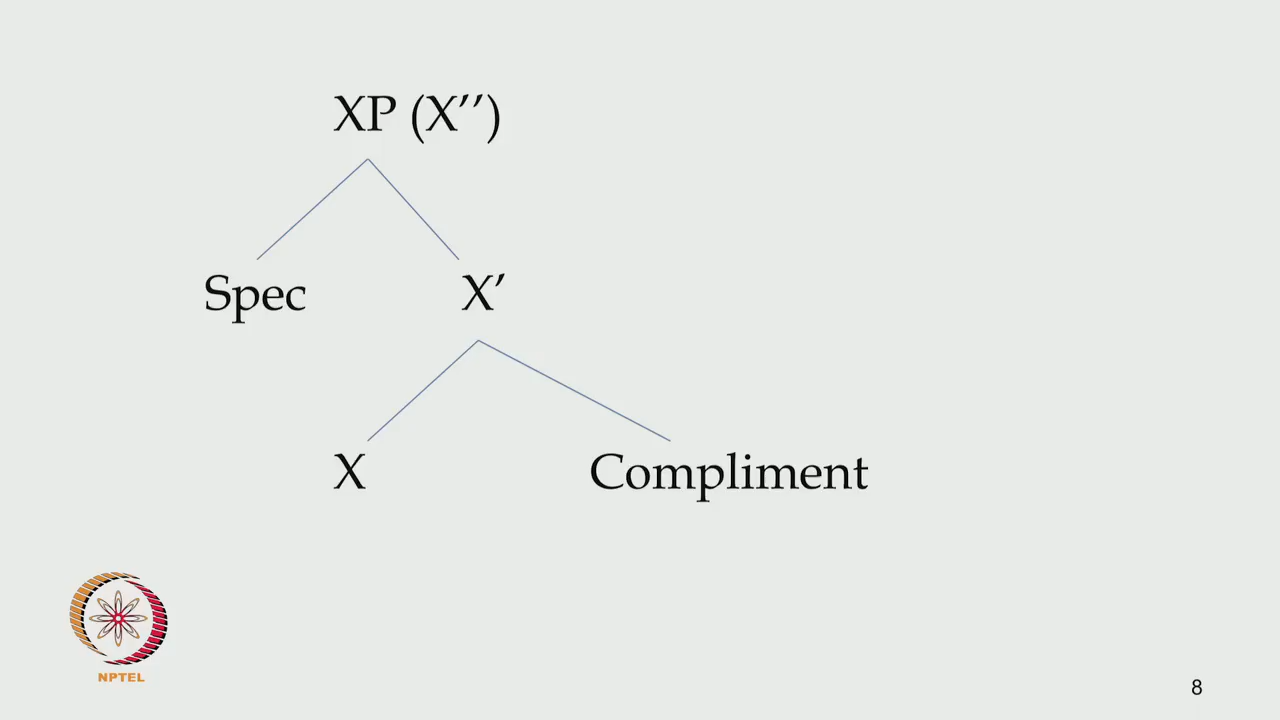 XP (X’’)
Spec X’
X Compliment
NPTEL
8